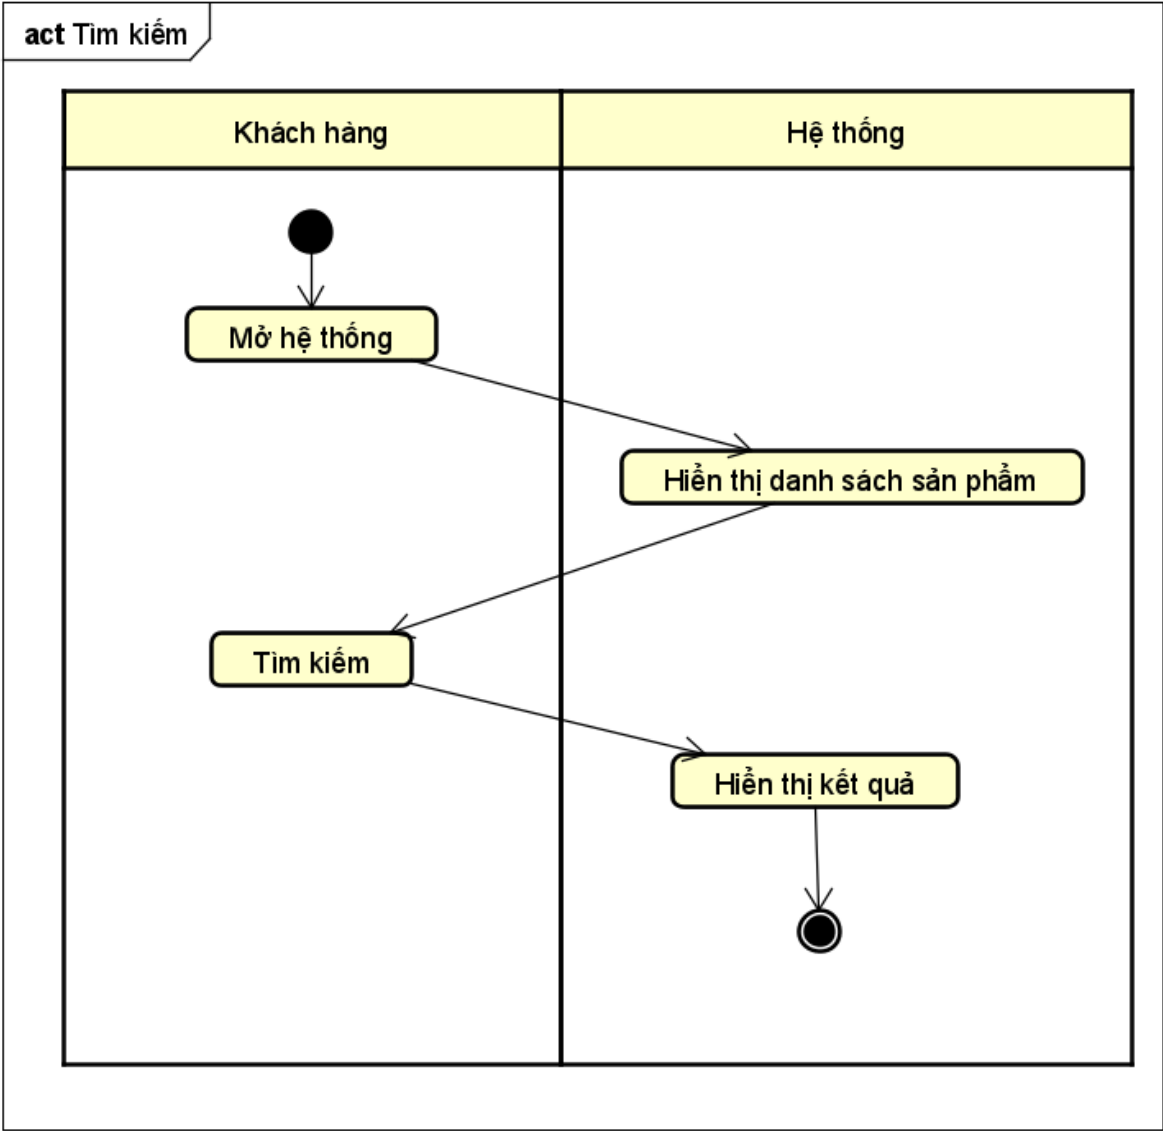 act Tìm kiếm
Khách hàng
Hệ thống
Mở hệ thống
Hiển thị danh sách sản phẩm
Tìm kiếm
Hiển thị kết quả